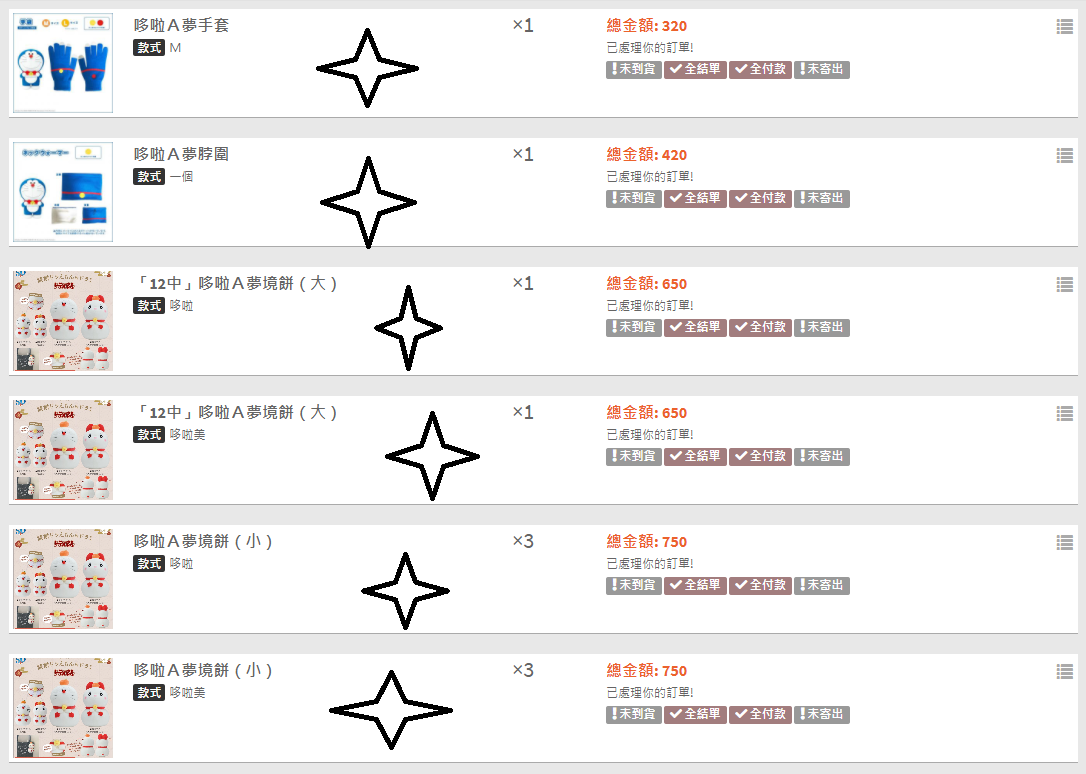 哆啦Ａ夢手套
×1
總金額: 320
款式 M
已處理你的訂單!
未到貨 全結單 全付款 未寄出
哆啦Ａ夢脖圍
×1
總金額: 420
款式 一個
已處理你的訂單!
未到貨 全結單 全付款 未寄出
ネックウォーマー
「12中」哆啦Ａ夢境餅 ( 大 )
×1
總金額: 650
款式 哆啦
已處理你的訂單!
未到貨 全結單 全付款 未寄出
「12中」哆啦Ａ夢境餅 ( 大 )
×1
總金額: 650
款式 哆啦美
已處理你的訂單!
未到貨 全結單 全付款 未寄出
哆啦Ａ夢境餅 ( 小 )
×3
總金額: 750
款式 哆啦
已處理你的訂單!
未到貨 全結單 全付款 未寄出
哆啦Ａ夢境餅 ( 小 )
×3
總金額: 750
款式 哆啦美
已處理你的訂單!
未到貨 全結單 全付款 未寄出